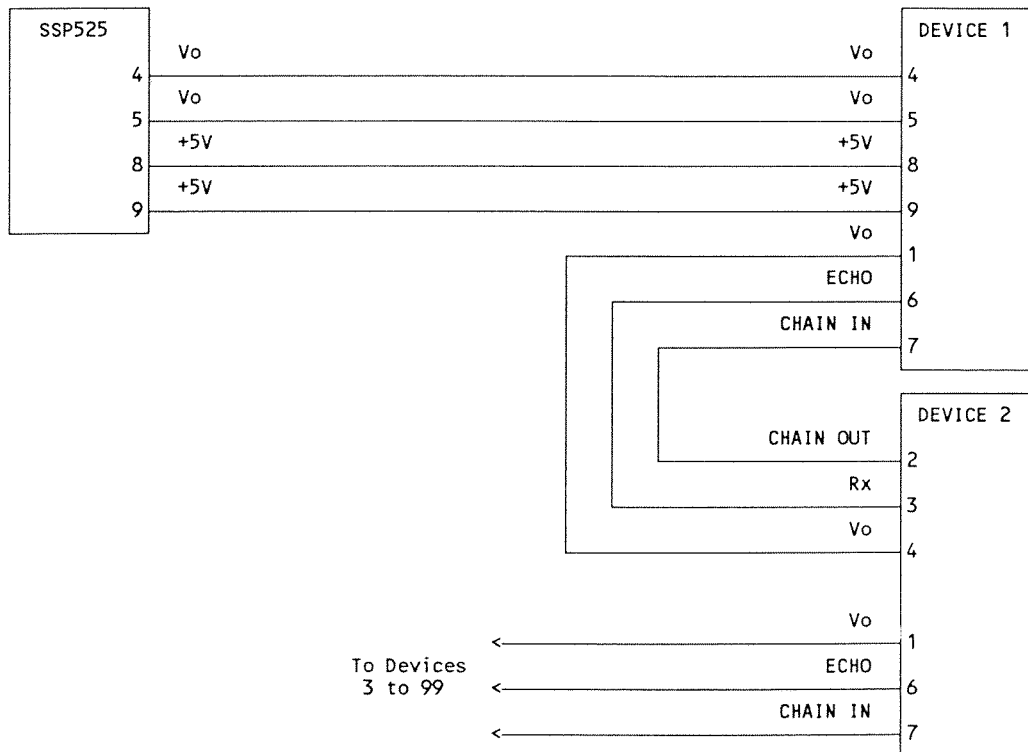 SSP525 DEVICE 1
Vo Vo
4 4
Vo Vo
5 5
+5V +5V
8 8
+5V +5V
9 9
Vo
1
ECHO
6
CHAIN IN
7
DEVICE 2
CHAIN OUT
2
Rx
3
Vo
4
Vo
1
To Devices ECHO
3 to 99 6
CHAIN IN
7